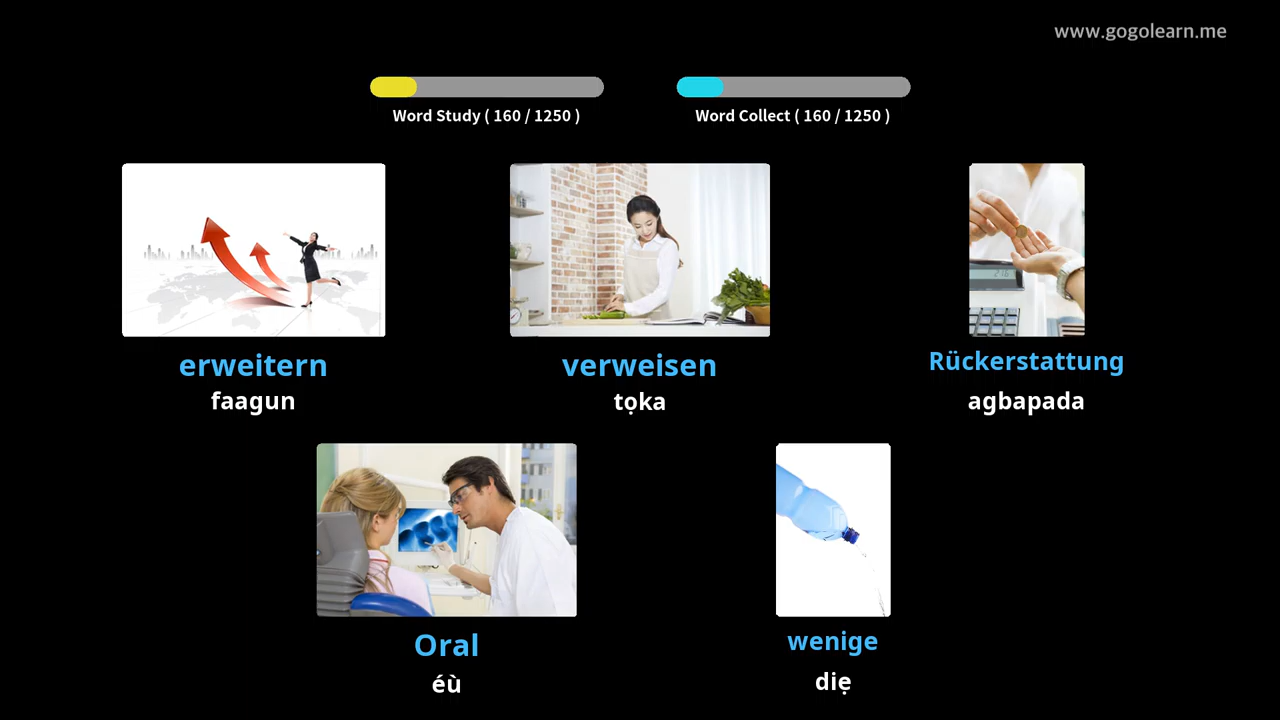 www.gogolearn.me
Word Study ( 160 / 1250 )
Word Collect ( 160 / 1250 )
erweitern
faagun
verweisen
tọka
Rückerstattung
agbapada
Oral
éù
wenige
diẹ